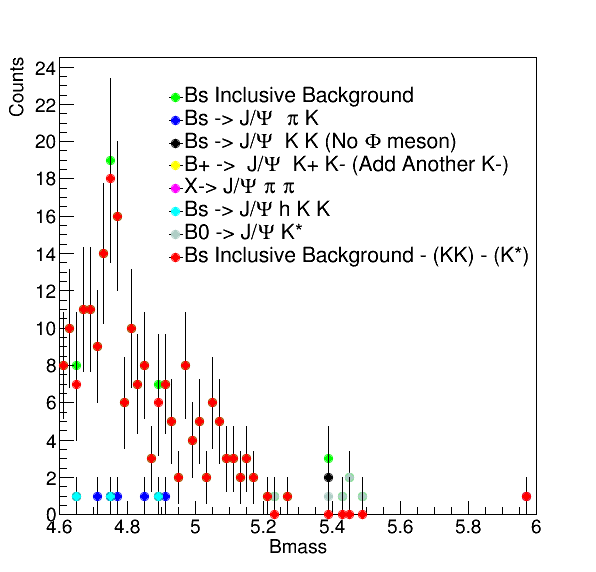 Counts
24
22
20
18
16
14
12
10
8
6
4
2
0
Bs Inclusive Background
Bs -> J/Ψ π K
Bs -> J/Ψ K K (No Φ meson)
B+ -> J/Ψ K+ K- (Add Another K-)
X-> J/Ψ π π
Bs -> J/Ψ h K K
B0 -> J/Ψ K*
Bs Inclusive Background - (KK) - (K*)
4.6 4.8 5 5.2 5.4 5.6 5.8 6
Bmass